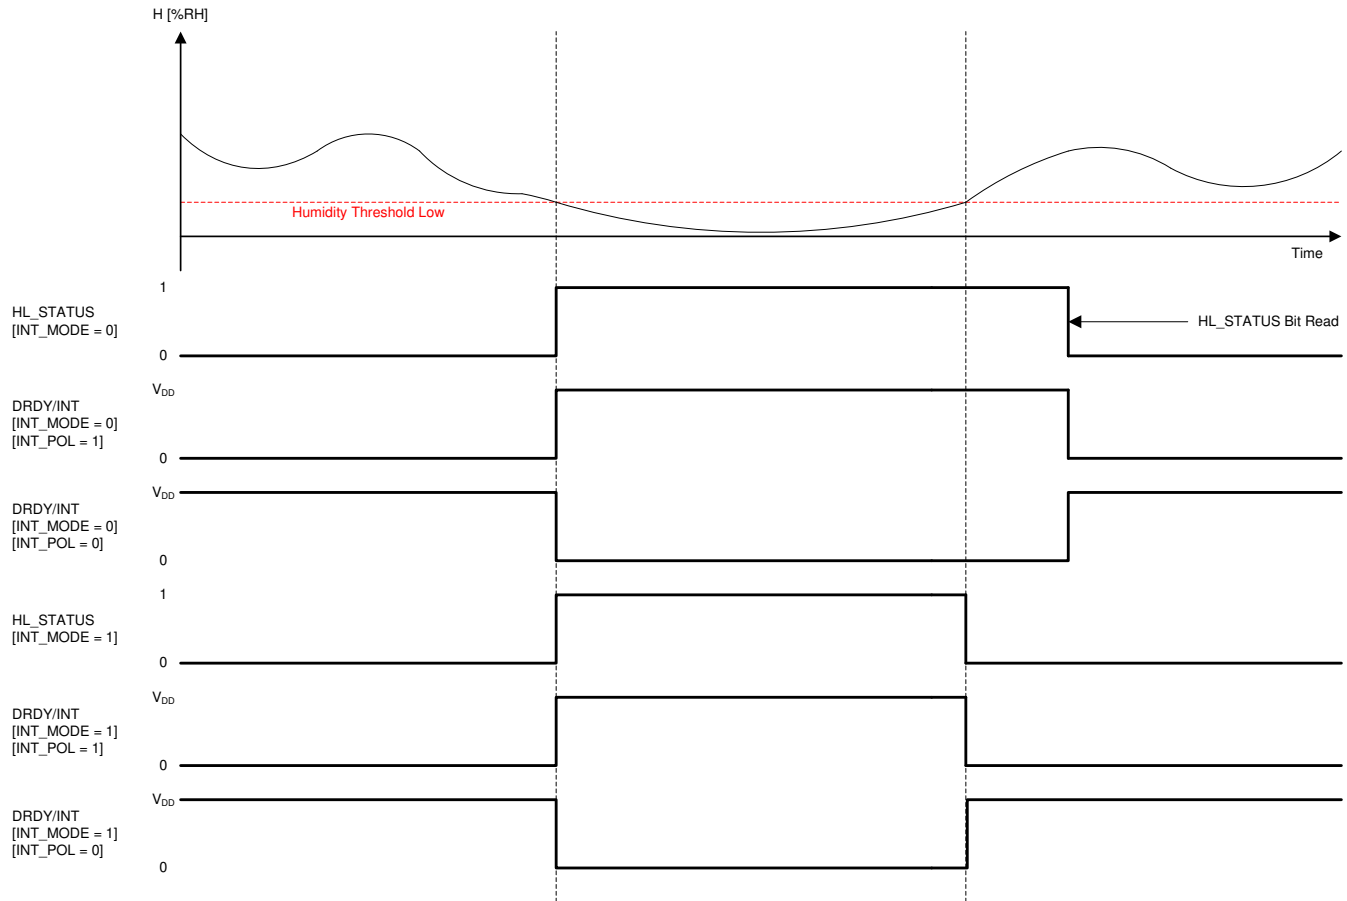 H [%RH]
Humidity Threshold Low
Time
1
HL_STATUS
[INT_MODE = 0]
HL_STATUS Bit Read
0
VDD
DRDY/INT
[INT_MODE = 0]
[INT_POL = 1]
0
VDD
DRDY/INT
[INT_MODE = 0]
[INT_POL = 0]
0
1
HL_STATUS
[INT_MODE = 1]
0
VDD
DRDY/INT
[INT_MODE = 1]
[INT_POL = 1]
0
VDD
DRDY/INT
[INT_MODE = 1]
[INT_POL = 0]
0